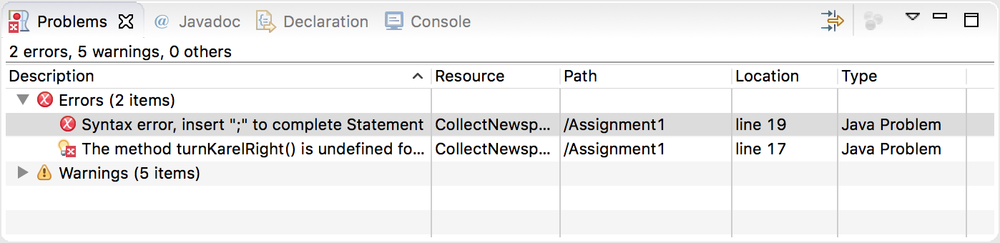 Problems @ Javadoc Declaration Console
2 errors, 5 warnings, 0 others
Description Resource Path Location Type
Errors (2 items)
Syntax error, insert ";" to complete Statement CollectNewsp... /Assignment1 line 19 Java Problem
The method turnKarelRight() is undefined fo... CollectNewsp... /Assignment1 line 17 Java Problem
Warnings (5 items)